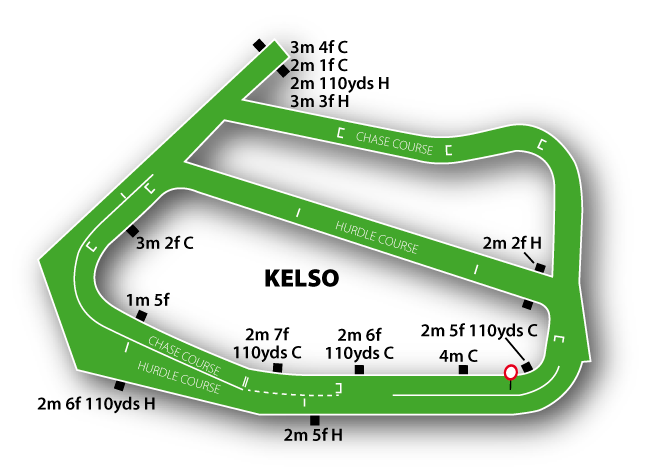 3m 4f C
2m 1f C
2m 110yds H
3m 3f H
CHASE COURSE
HURDLE COURSE
3m 2f C
2m 2f H
KELSO
1m 5f
2m 7f
110yds C
2m 6f
110yds C
2m 5f 110yds C
4m C
CHASE COURSE
HURDLE COURSE
2m 6f 110yds H
2m 5f H